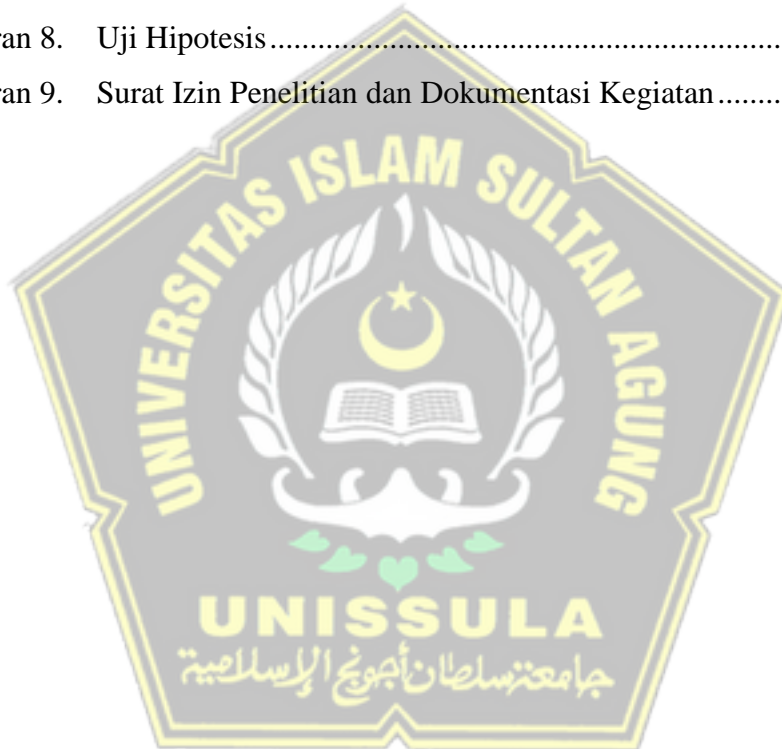 ran 8. Uji Hipotesis
ran 9. Surat Izin Penelitian dan Dokumentasi Kegiatan
UNIVERSITAS ISLAM SULTAN AGUNG
UNISSULA
جامعة سلطان أجونج الإسلامية